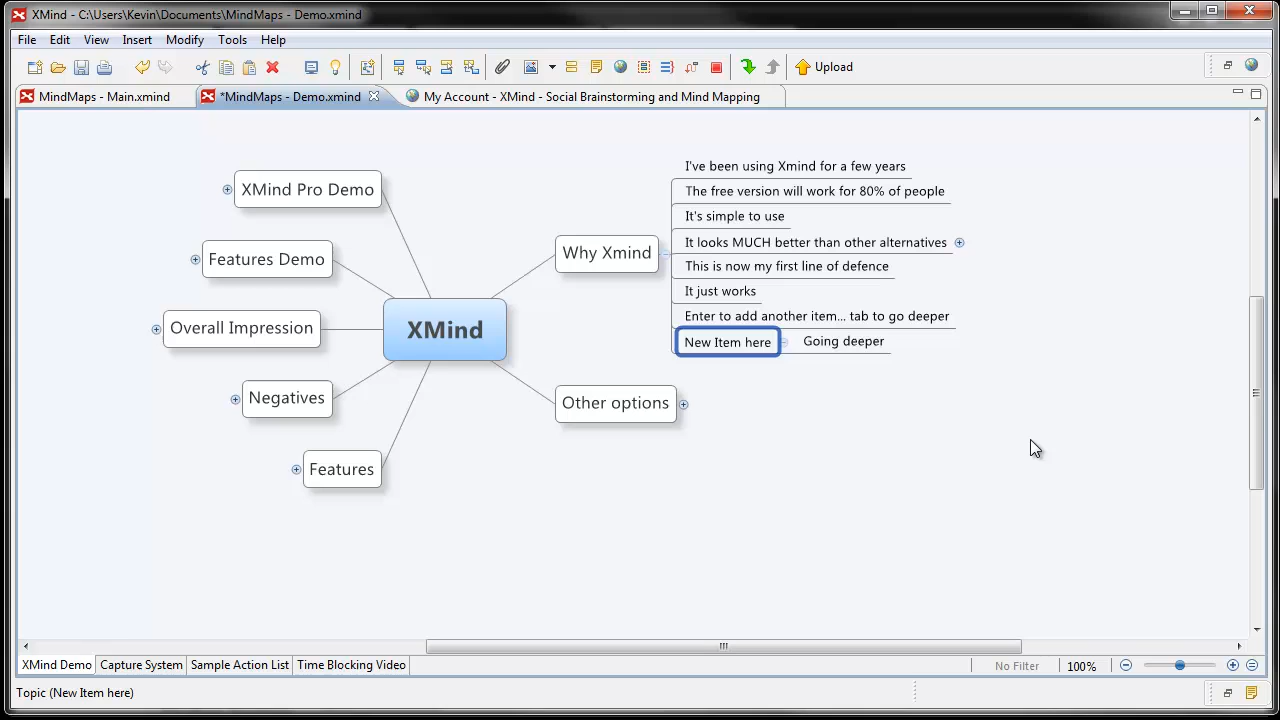 XMind - C:\Users\Kevin\Documents\MindMaps - Demo.xmind
File Edit View Insert Modify Tools Help
Upload
MindMaps - Main.xmind
*MindMaps - Demo.xmind
My Account - XMind - Social Brainstorming and Mind Mapping
XMind Pro Demo
Features Demo
Overall Impression
Negatives
Features
XMind
Why Xmind
I've been using Xmind for a few years
The free version will work for 80% of people
It's simple to use
It looks MUCH better than other alternatives
This is now my first line of defence
It just works
Enter to add another item... tab to go deeper
New Item here
Going deeper
Other options
XMind Demo
Capture System
Sample Action List
Time Blocking Video
No Filter
100%
Topic (New Item here)